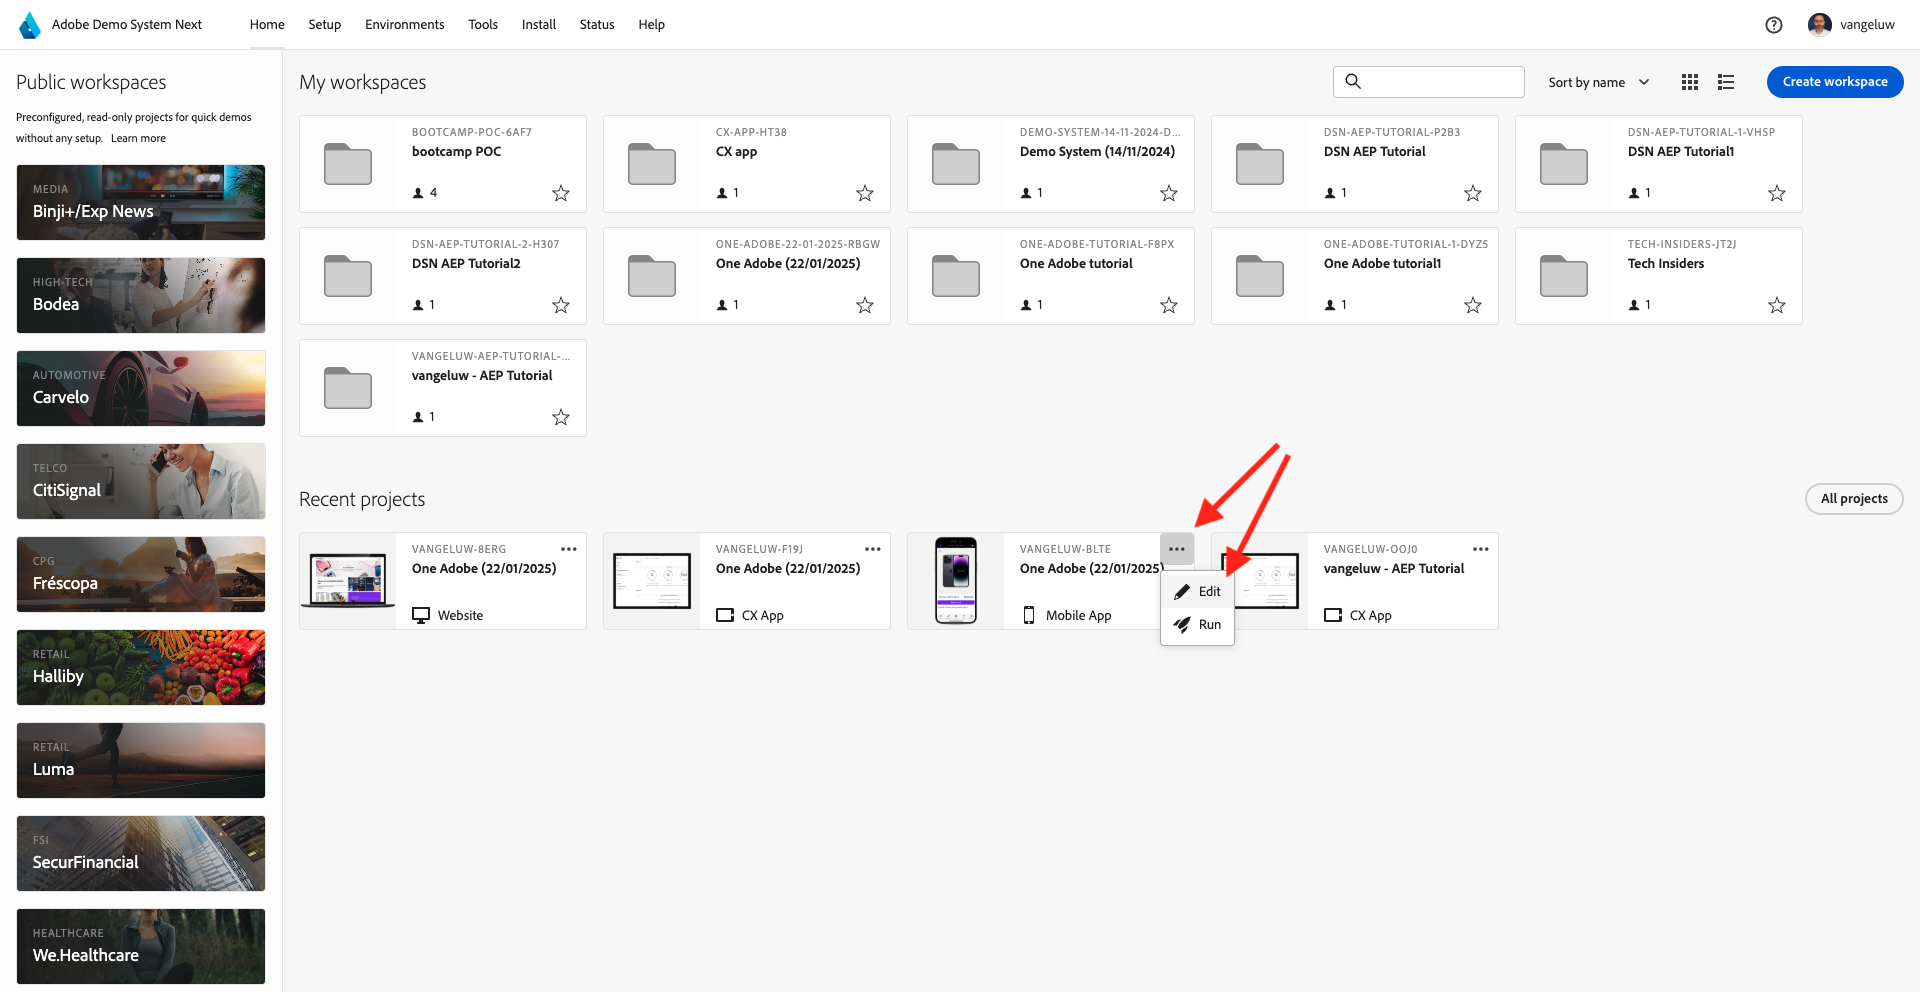 Adobe Demo System Next
Home
Setup
Environments
Tools
Install
Status
Help
vangeluw
Public workspaces
Preconfigured, read-only projects for quick demos
without any setup. Learn more
MEDIA
Binji+/Exp News
HIGH-TECH
Bodea
AUTOMOTIVE
Carvelo
TELCO
CitiSignal
CPG
Fréscopa
RETAIL
Halliby
RETAIL
Luma
FSI
SecurFinancial
HEALTHCARE
We.Healthcare
My workspaces
Sort by name
Create workspace
BOOTCAMP-POC-6AF7
bootcamp POC
4
CX-APP-HT38
CX app
1
DEMO-SYSTEM-14-11-2024-D...
Demo System (14/11/2024)
1
DSN-AEP-TUTORIAL-P2B3
DSN AEP Tutorial
1
DSN-AEP-TUTORIAL-1-VHSP
DSN AEP Tutorial1
1
DSN-AEP-TUTORIAL-2-H307
DSN AEP Tutorial2
1
ONE-ADOBE-22-01-2025-RBGW
One Adobe (22/01/2025)
1
ONE-ADOBE-TUTORIAL-F8PX
One Adobe tutorial
1
ONE-ADOBE-TUTORIAL-1-DYZ5
One Adobe tutorial1
1
TECH-INSIDERS-JT2J
Tech Insiders
1
VANGELUW-AEP-TUTORIAL-...
vangeluw - AEP Tutorial
1
Recent projects
All projects
VANGELUW-8ERG
One Adobe (22/01/2025)
Website
VANGELUW-F19J
One Adobe (22/01/2025)
CX App
VANGELUW-BLTE
One Adobe (22/01/2025)
Mobile App
Edit
Run
VANGELUW-OOJ0
vangeluw - AEP Tutorial
CX App